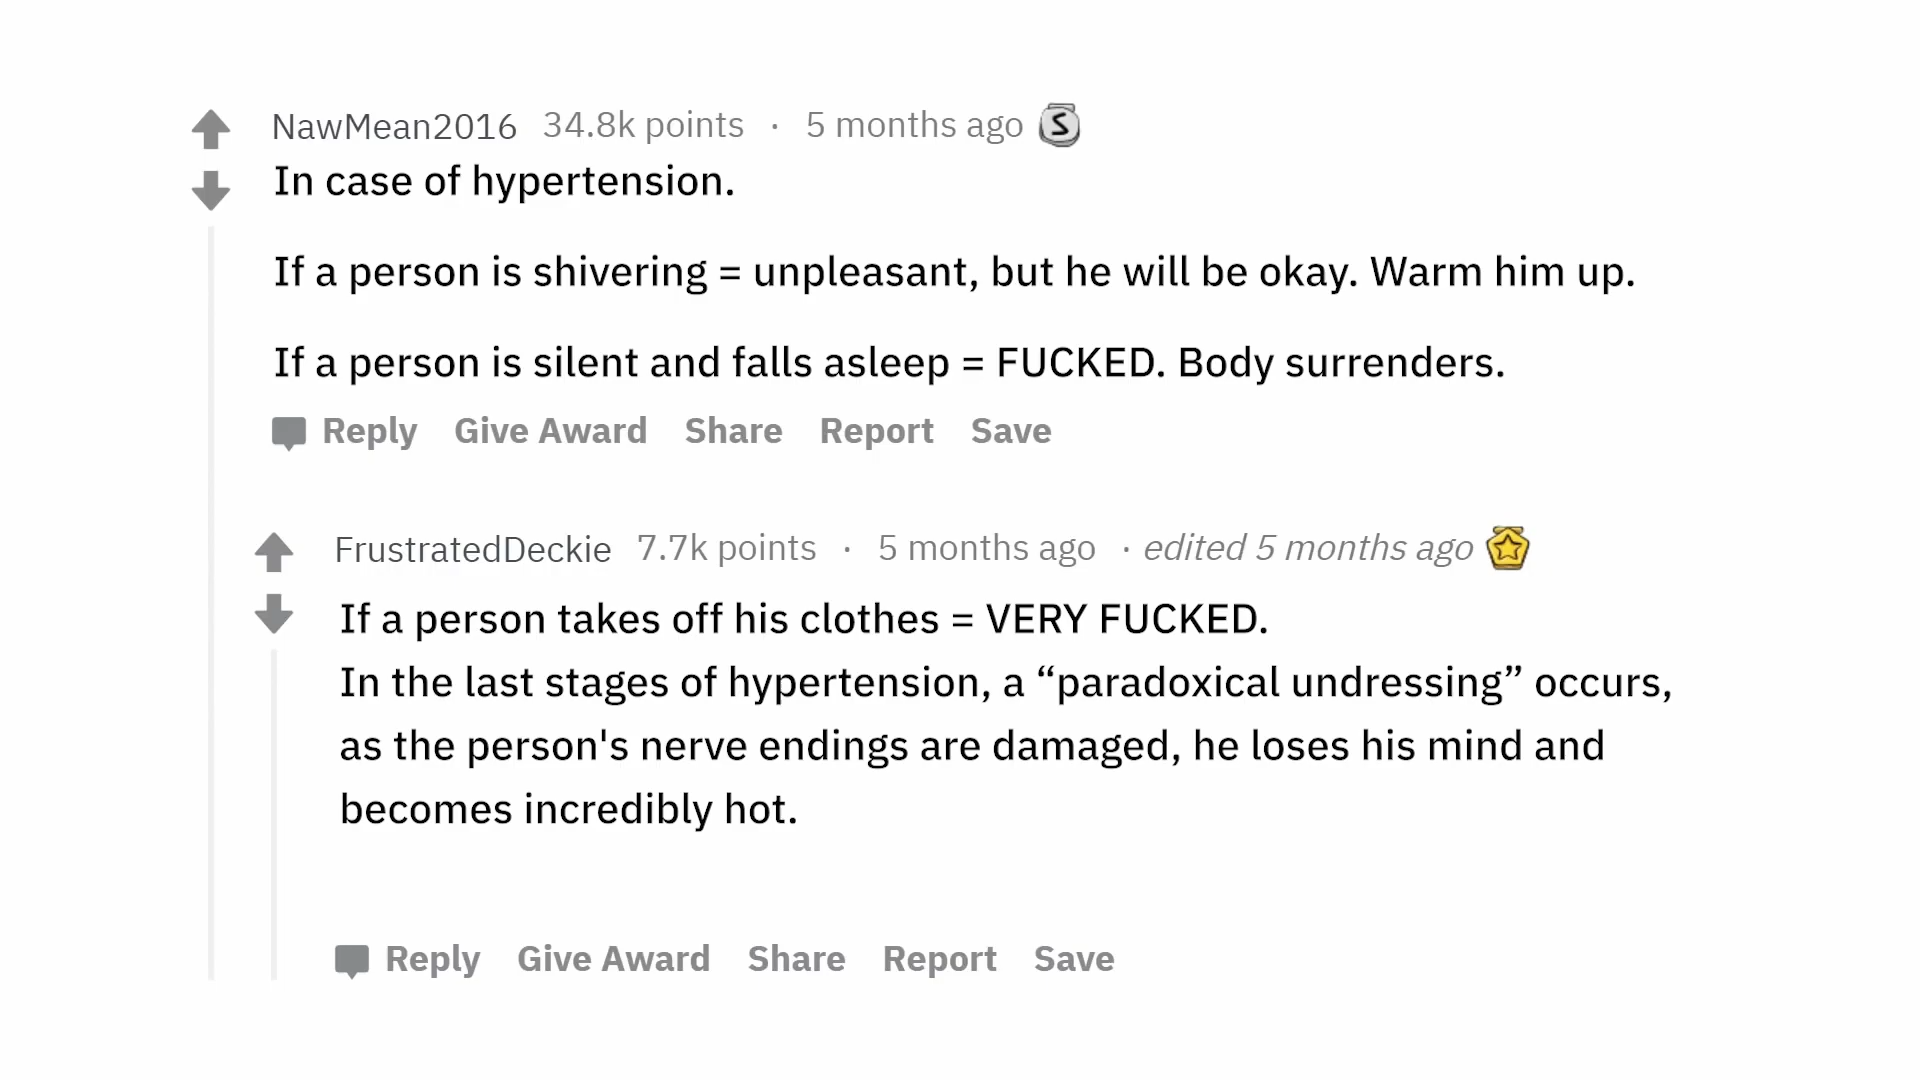 NawMean2016 34.8k points · 5 months ago S
In case of hypertension.
If a person is shivering = unpleasant, but he will be okay. Warm him up.
If a person is silent and falls asleep = FUCKED. Body surrenders.
Reply Give Award Share Report Save
FrustratedDeckie 7.7k points · 5 months ago · edited 5 months ago
If a person takes off his clothes = VERY FUCKED.
In the last stages of hypertension, a “paradoxical undressing” occurs,
as the person's nerve endings are damaged, he loses his mind and
becomes incredibly hot.
Reply Give Award Share Report Save